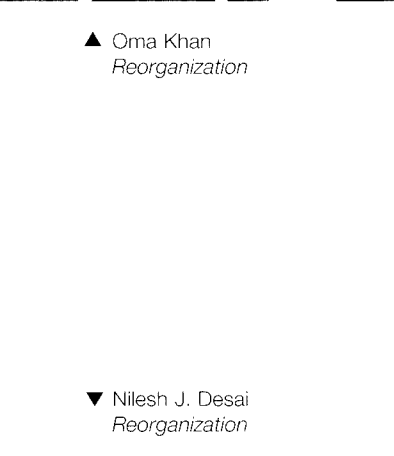 ▲ Oma Khan
Reorganization
▼ Nilesh J. Desai
Reorganization